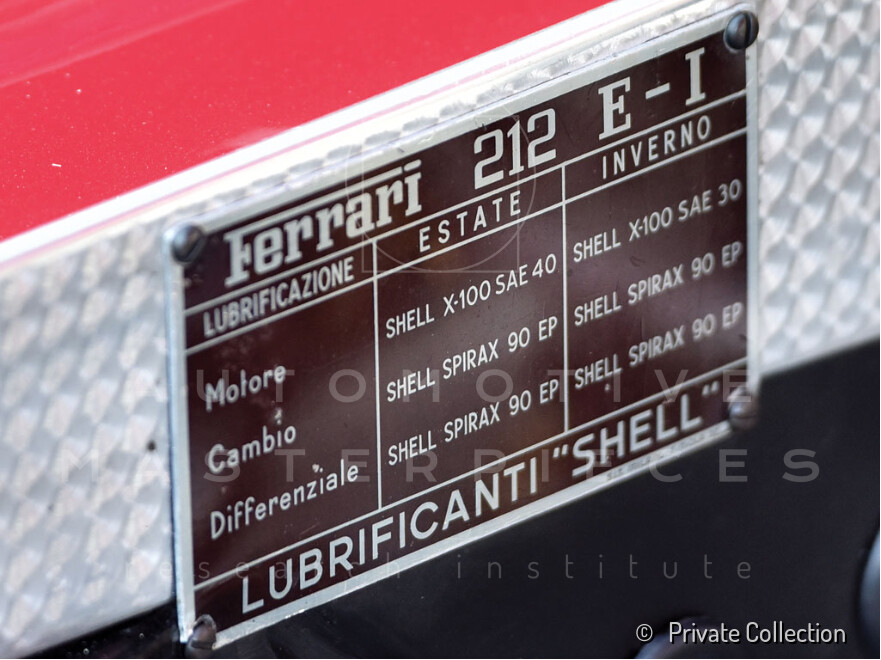 Ferrari 212 E-I
LUBRIFICAZIONE ESTATE INVERNO
Motore SHELL X-100 SAE 40 SHELL X-100 SAE 30
Cambio SHELL SPIRAX 90 EP SHELL SPIRAX 90 EP
Differenziale SHELL SPIRAX 90 EP SHELL SPIRAX 90 EP
LUBRIFICANTI "SHELL"
AUTOMOTIVE
MASTERPIECES
research institute
© Private Collection